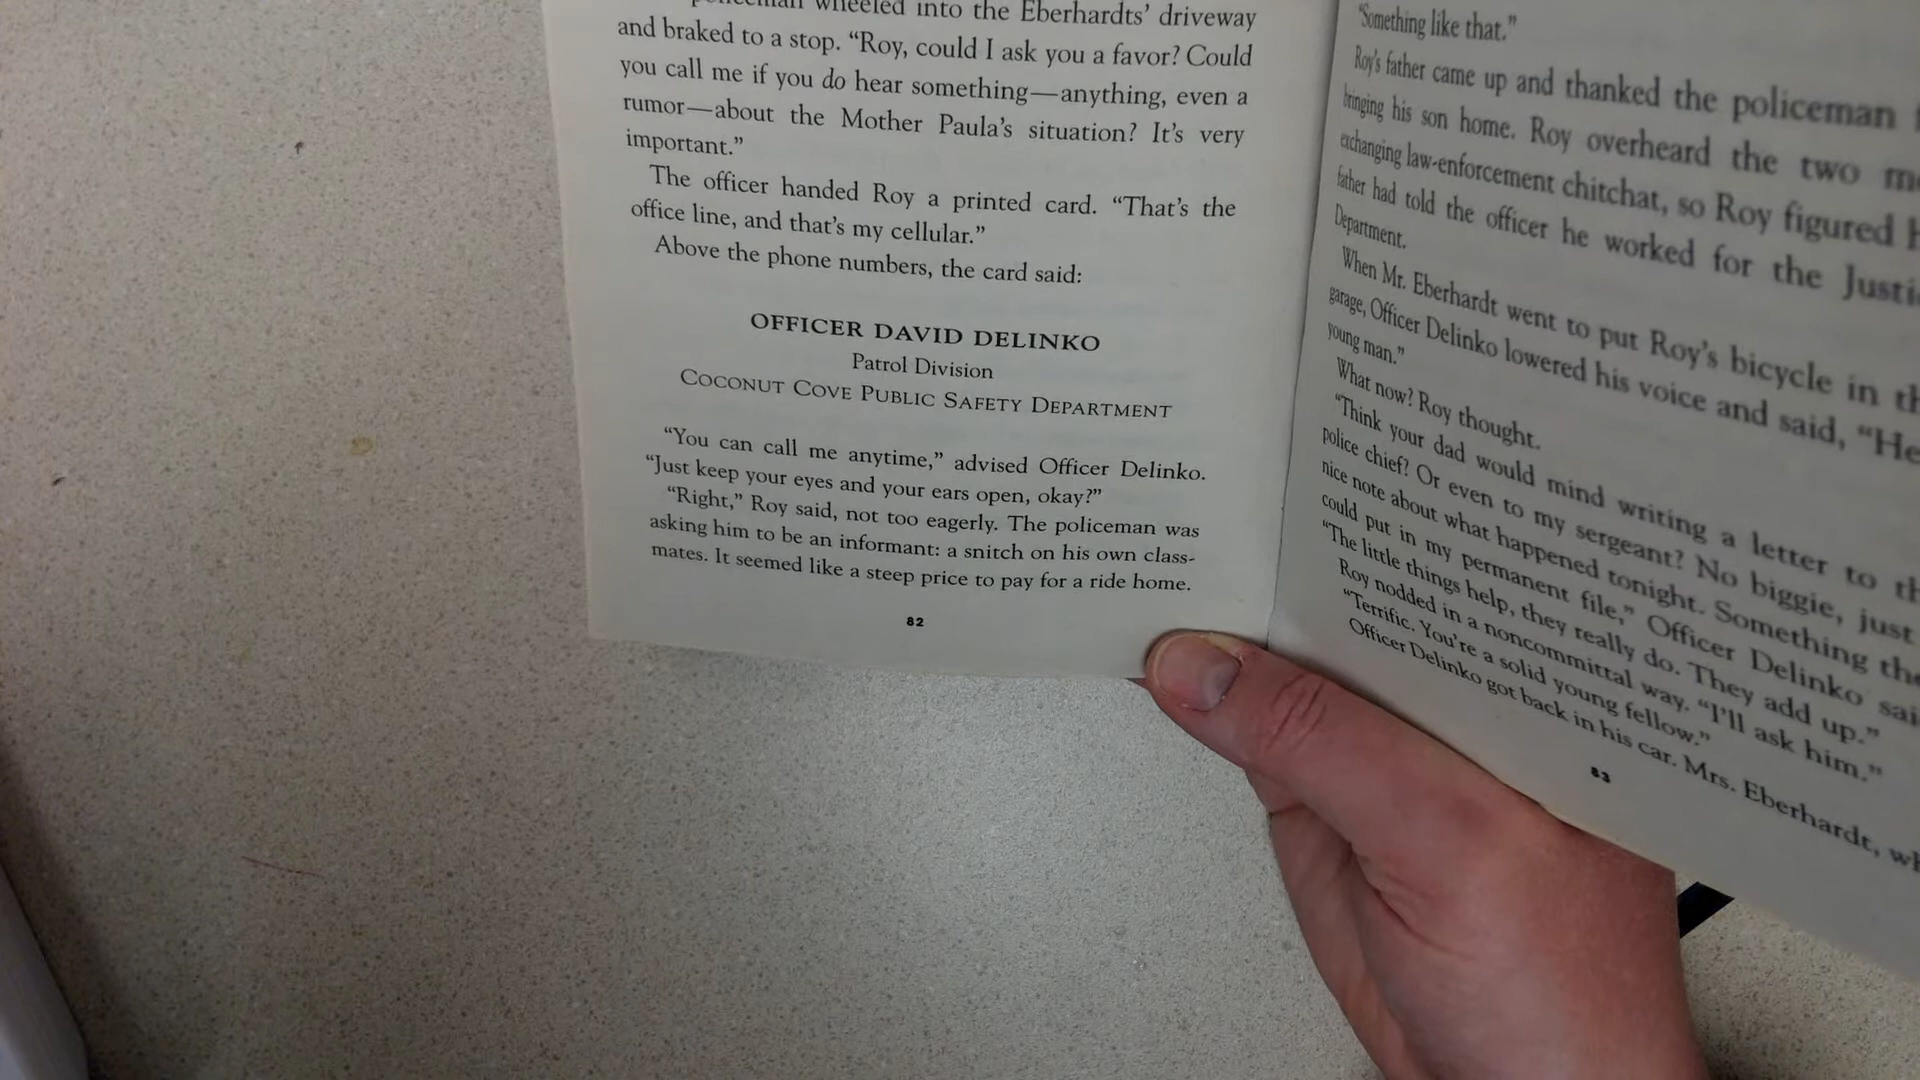 policeman wheeled into the Eberhardts’ driveway
and braked to a stop. “Roy, could I ask you a favor? Could
you call me if you do hear something—anything, even a
rumor—about the Mother Paula’s situation? It’s very
important.”
The officer handed Roy a printed card. “That’s the
office line, and that’s my cellular.”
Above the phone numbers, the card said:
OFFICER DAVID DELINKO
Patrol Division
COCONUT COVE PUBLIC SAFETY DEPARTMENT
“You can call me anytime,” advised Officer Delinko.
“Just keep your eyes and your ears open, okay?”
“Right,” Roy said, not too eagerly. The policeman was
asking him to be an informant: a snitch on his own class-
mates. It seemed like a steep price to pay for a ride home.
82
“Something like that.”
Roy’s father came up and thanked the policeman
bringing his son home. Roy overheard the two
exchanging law-enforcement chitchat, so Roy figured
father had told the officer he worked for the
Department.
When Mr. Eberhardt went to put Roy’s bicycle in
garage, Officer Delinko lowered his voice and said,
young man.”
What now? Roy thought.
“Think your dad would mind writing a letter to
police chief? Or even to my sergeant? No biggie, just
nice note about what happened tonight. Something
could put in my permanent file,” Officer Delinko
“The little things help, they really do. They add up.”
Roy nodded in a noncommittal way. “I’ll ask him.”
“Terrific. You’re a solid young fellow.”
Officer Delinko got back in his car. Mrs. Eberhardt,
83